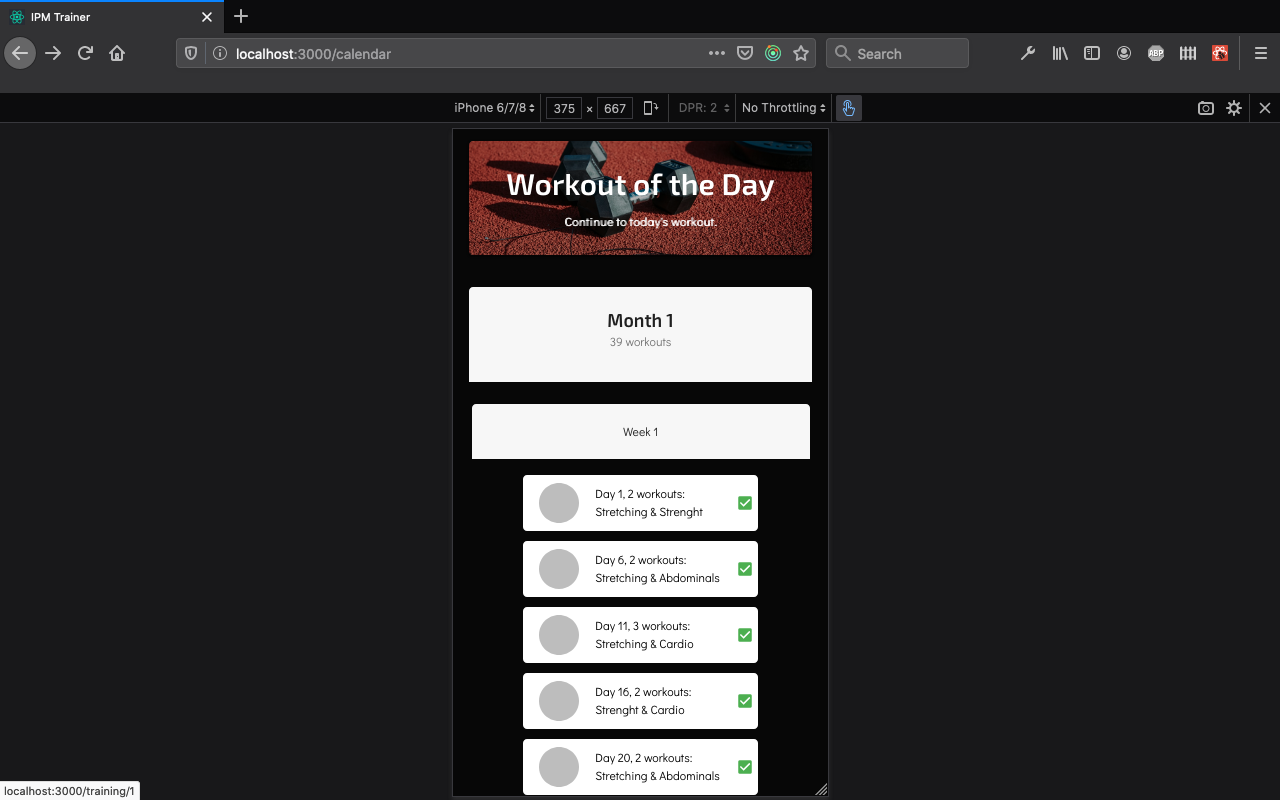 IPM Trainer
localhost:3000/calendar
Search
ABP
iPhone 6/7/8
375 × 667
DPR: 2
No Throttling
Workout of the Day
Continue to today's workout.
Month 1
39 workouts
Week 1
Day 1, 2 workouts:
Stretching & Strenght
Day 6, 2 workouts:
Stretching & Abdominals
Day 11, 3 workouts:
Stretching & Cardio
Day 16, 2 workouts:
Strenght & Cardio
Day 20, 2 workouts:
Stretching & Abdominals
localhost:3000/training/1